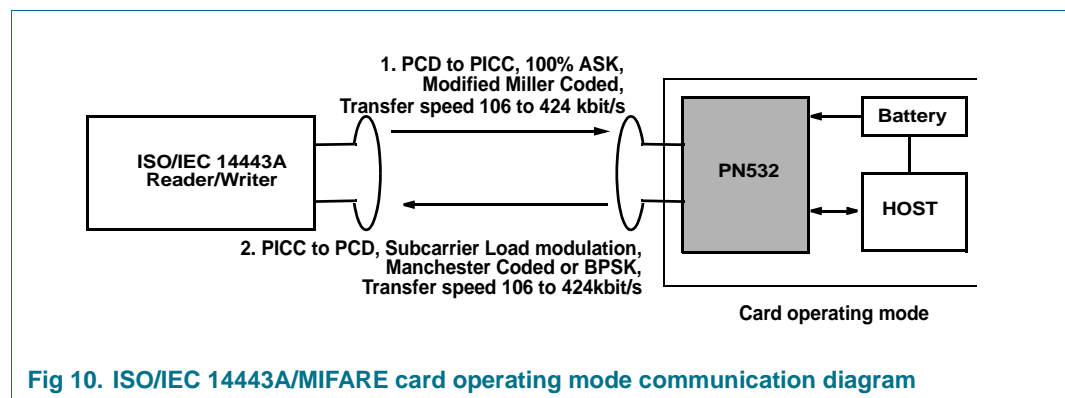 1. PCD to PICC, 100% ASK,
Modified Miller Coded,
Transfer speed 106 to 424 kbit/s
ISO/IEC 14443A
Reader/Writer
PN532
Battery
HOST
2. PICC to PCD, Subcarrier Load modulation,
Manchester Coded or BPSK,
Transfer speed 106 to 424kbit/s
Card operating mode
Fig 10. ISO/IEC 14443A/MIFARE card operating mode communication diagram